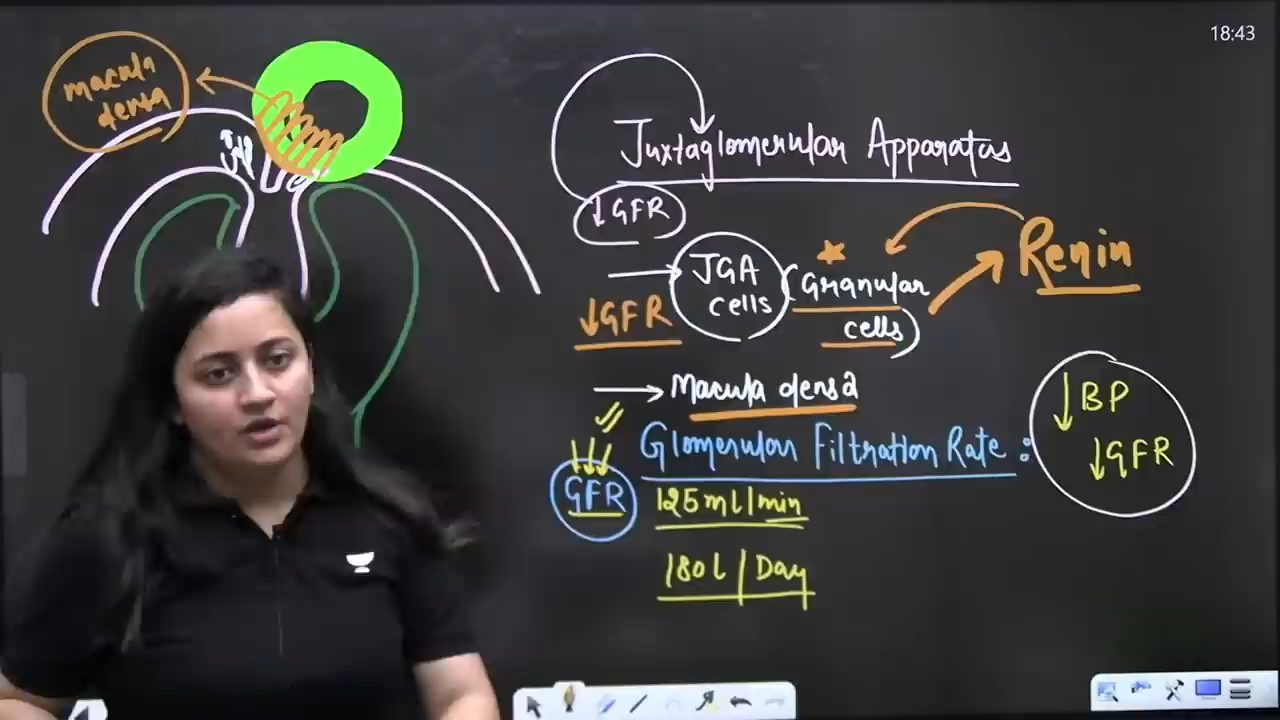 18:43
macula
densa
Juxtaglomerular Apparatus
↓GFR
→ JGA cells (Granular cells)
Renin
↓GFR
→ Macula densa
Glomerular Filtration Rate :
↓BP
↓GFR
GFR
125ml/min
180l/Day